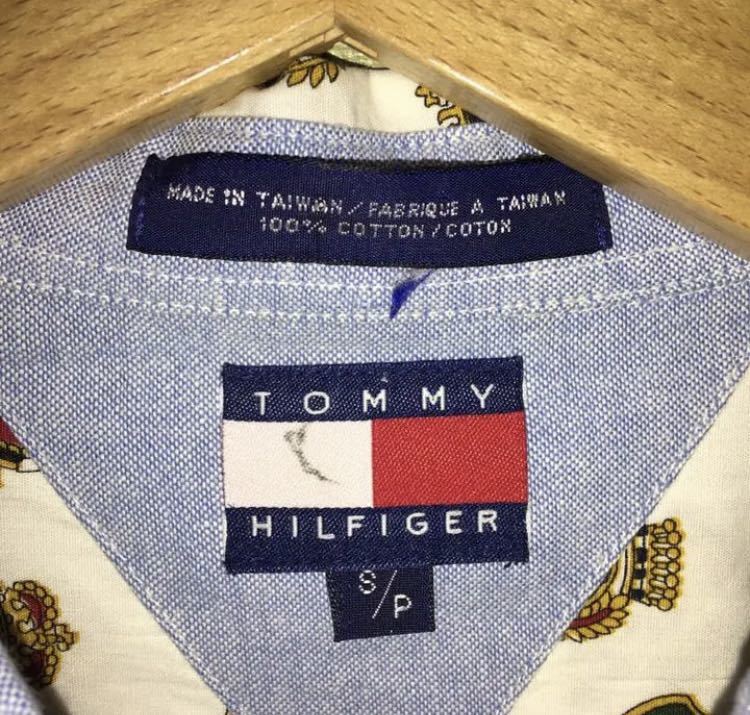 MADE IN TAIWAN / FABRIQUE A TAIWAN
100% COTTON / COTON
TOMMY
HILFIGER
S/P